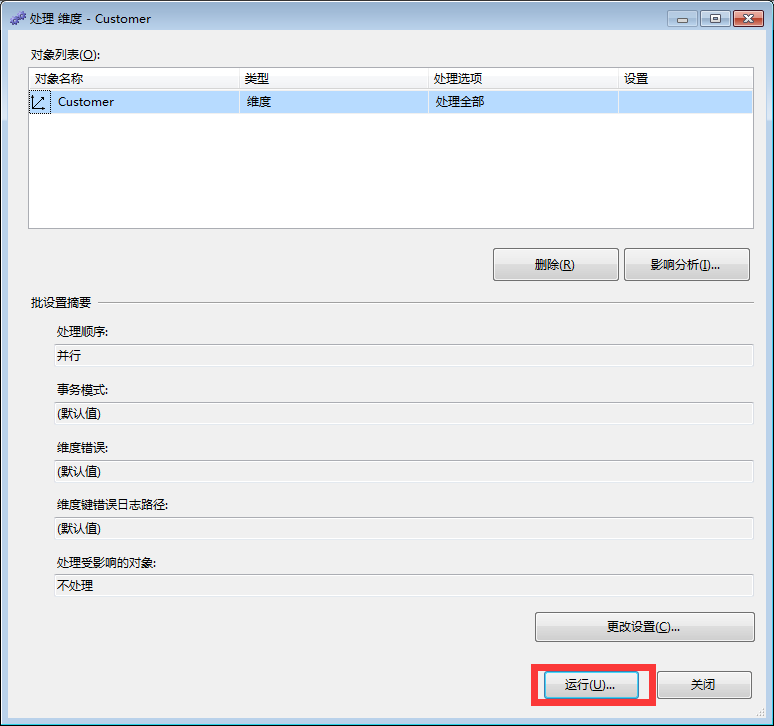 处理 维度 - Customer
对象列表(O):
对象名称 类型 处理选项 设置
Customer 维度 处理全部
删除(R) 影响分析(I)...
批设置摘要
处理顺序:
并行
事务模式:
(默认值)
维度错误:
(默认值)
维度键错误日志路径:
(默认值)
处理受影响的对象:
不处理
更改设置(C)...
运行(U)... 关闭